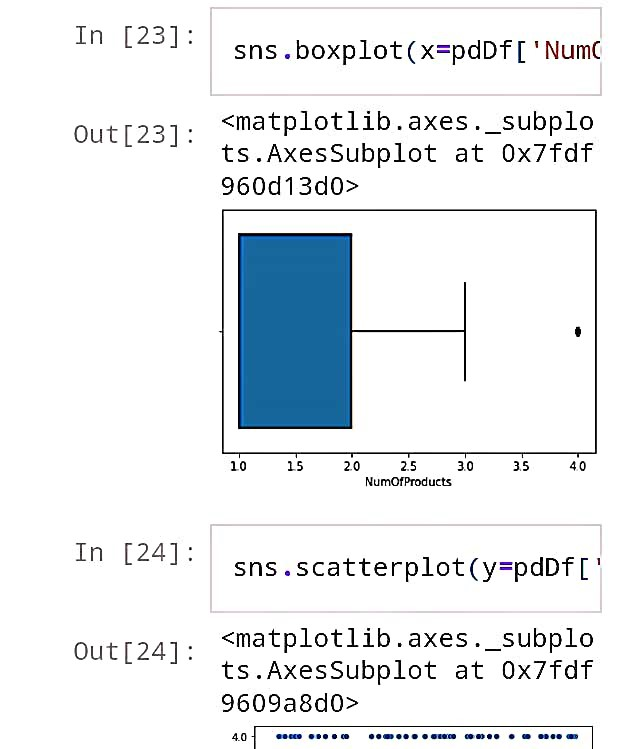 In [23]:
sns.boxplot(x=pdDf['Num
Out[23]:
<matplotlib.axes._subplo
ts.AxesSubplot at 0x7fdf
960d13d0>
1.0 1.5 2.0 2.5 3.0 3.5 4.0
NumOfProducts
In [24]:
sns.scatterplot(y=pdDf['
Out[24]:
<matplotlib.axes._subplo
ts.AxesSubplot at 0x7fdf
9609a8d0>
4.0